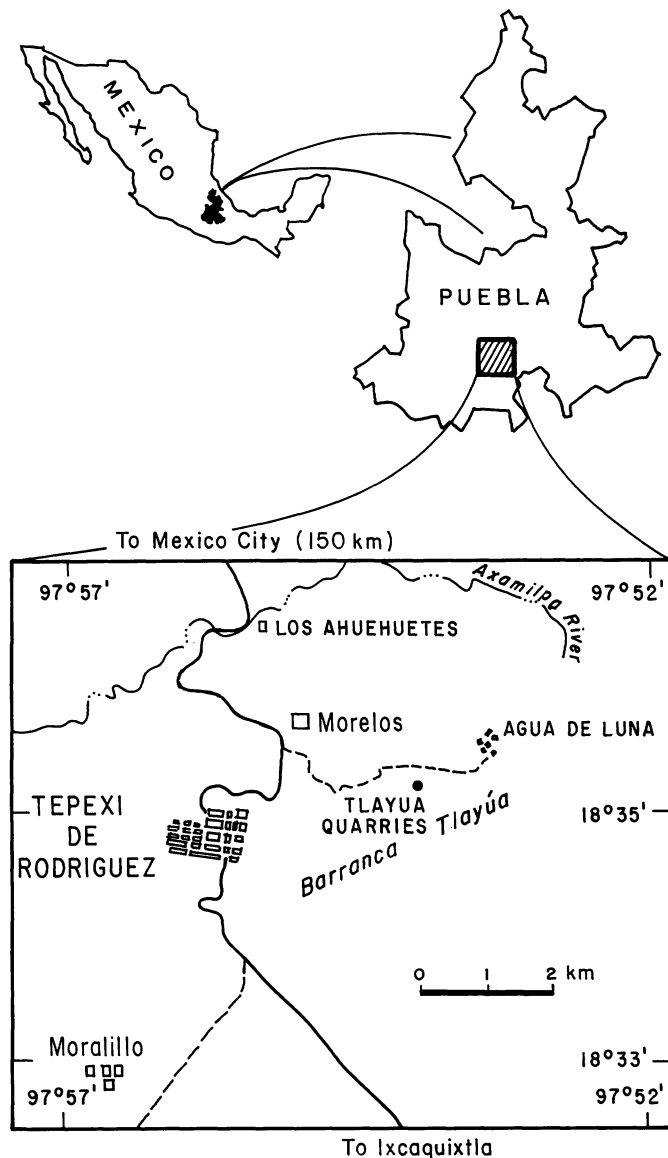 MEXICO
PUEBLA
To Mexico City (150 km)
97°57'
97°52'
Axamilpa River
LOS AHUEHUETES
Morelos
AGUA DE LUNA
TLAYUA
QUARRIES
Barranca Tlayúa
18°35'
TEPEXI
DE
RODRIGUEZ
0 1 2 km
Moralillo
18°33'
97°57'
97°52'
To Ixcaquixtla